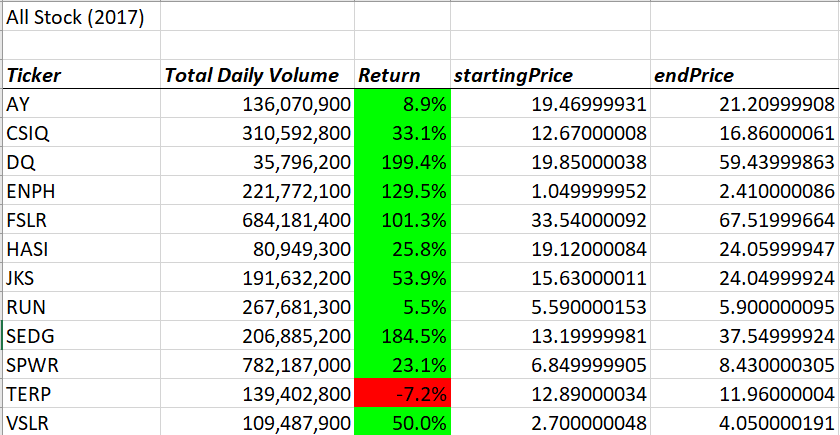 All Stock (2017)
Ticker Total Daily Volume Return startingPrice endPrice
AY 136,070,900 8.9% 19.46999931 21.20999908
CSIQ 310,592,800 33.1% 12.67000008 16.86000061
DQ 35,796,200 199.4% 19.85000038 59.43999863
ENPH 221,772,100 129.5% 1.049999952 2.410000086
FSLR 684,181,400 101.3% 33.54000092 67.51999664
HASI 80,949,300 25.8% 19.12000084 24.05999947
JKS 191,632,200 53.9% 15.63000011 24.04999924
RUN 267,681,300 5.5% 5.590000153 5.900000095
SEDG 206,885,200 184.5% 13.19999981 37.54999924
SPWR 782,187,000 23.1% 6.849999905 8.430000305
TERP 139,402,800 -7.2% 12.89000034 11.96000004
VSLR 109,487,900 50.0% 2.700000048 4.050000191